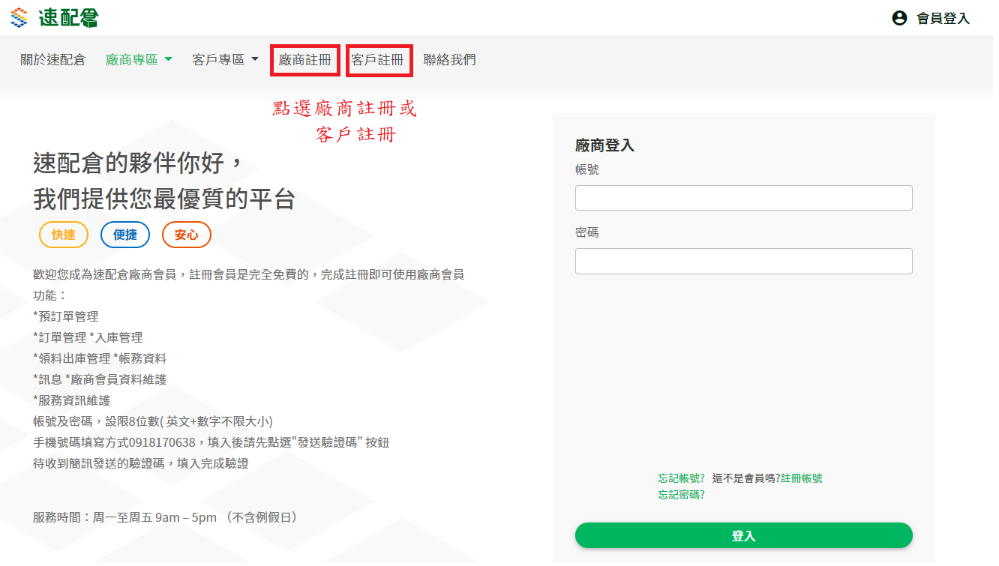 速配倉
會員登入
關於速配倉 廠商專區 客戶專區 廠商註冊 客戶註冊 聯絡我們
點選廠商註冊或
客戶註冊
速配倉的夥伴你好，
我們提供您最優質的平台
快速 便捷 安心
歡迎您成為速配倉廠商會員，註冊會員是完全免費的，完成註冊即可使用廠商會員
功能：
*預訂單管理
*訂單管理 *入庫管理
*領料出庫管理 *帳務資料
*訊息 *廠商會員資料維護
*服務資訊維護
帳號及密碼，設限8位數( 英文+數字不限大小)
手機號碼填寫方式0918170638，填入後請先點選"發送驗證碼" 按鈕
待收到簡訊發送的驗證碼，填入完成驗證
服務時間：周一至周五 9am – 5pm （不含例假日）
廠商登入
帳號
密碼
忘記帳號? 還不是會員嗎?註冊帳號
忘記密碼?
登入